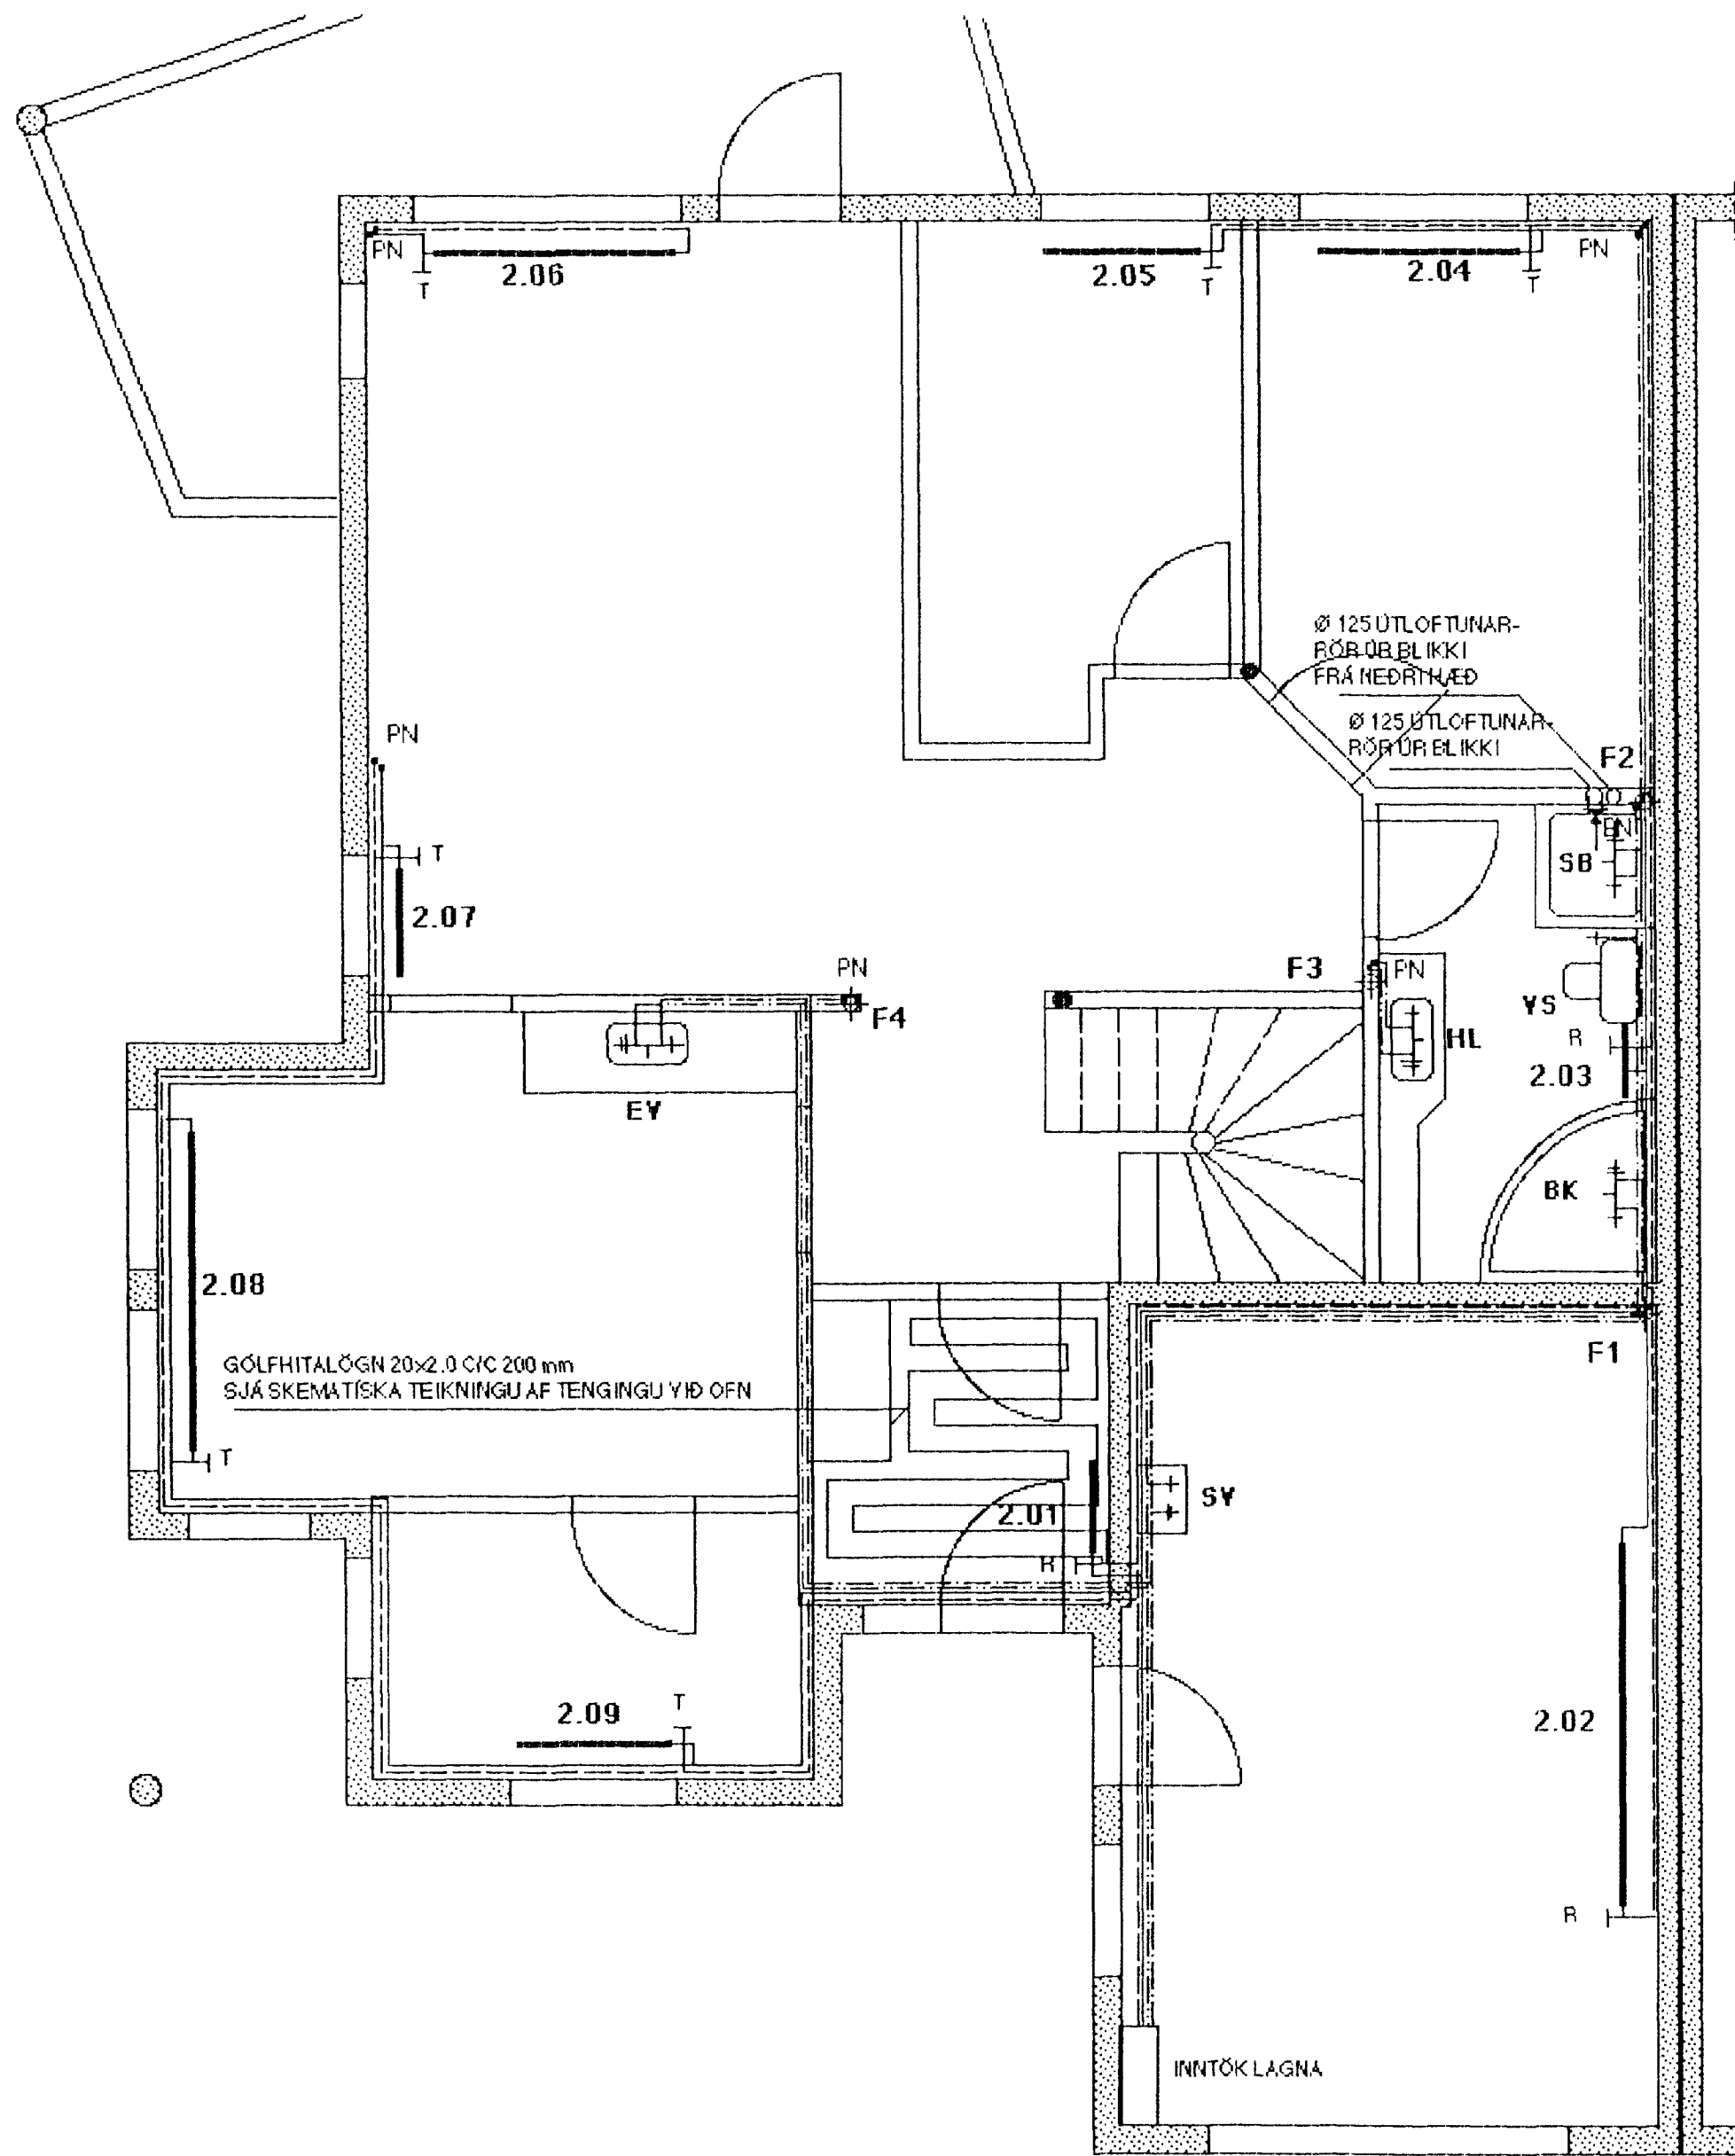 PN
T
2.06
2.05
T
2.04
T
PN
Ø 125 ÚTLOFTUNAR-
RÖR ÚR BLIKKI
FRÁ NEÐRI HÆÐ
Ø 125 ÚTLOFTUNAR-
RÖR ÚR BLIKKI
F2
PN
BN
SB
T
2.07
PN
F4
F3
PN
VS
R
HL
2.03
EV
BK
2.08
F1
GÓLFHITALÖGN 20x2.0 C/C 200 mm
SJÁ SKEMATÍSKA TEIKNINGU AF TENGINGU VIÐ OFN
T
2.01
SV
R
2.09
T
2.02
R
INNTÖK LAGNA